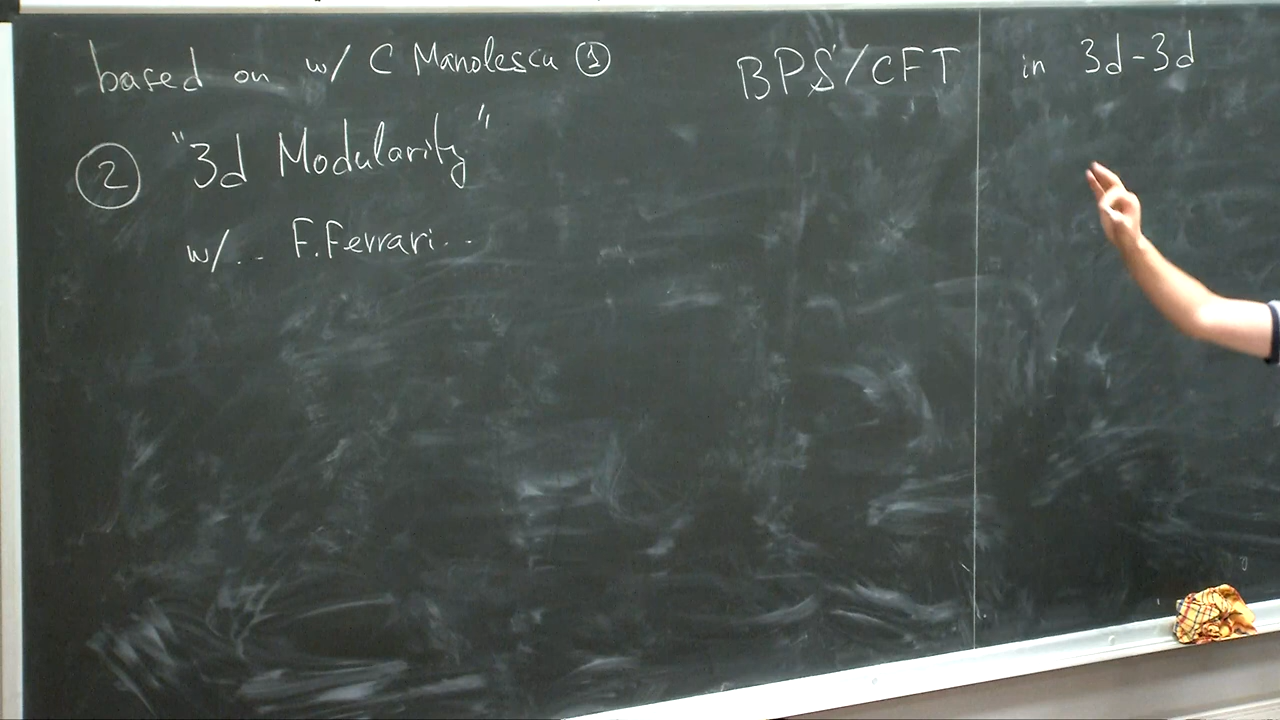 based on w/ C Manolescu ①
BPS/CFT in 3d-3d
② "3d Modularity"
w/.. F.Ferrari..